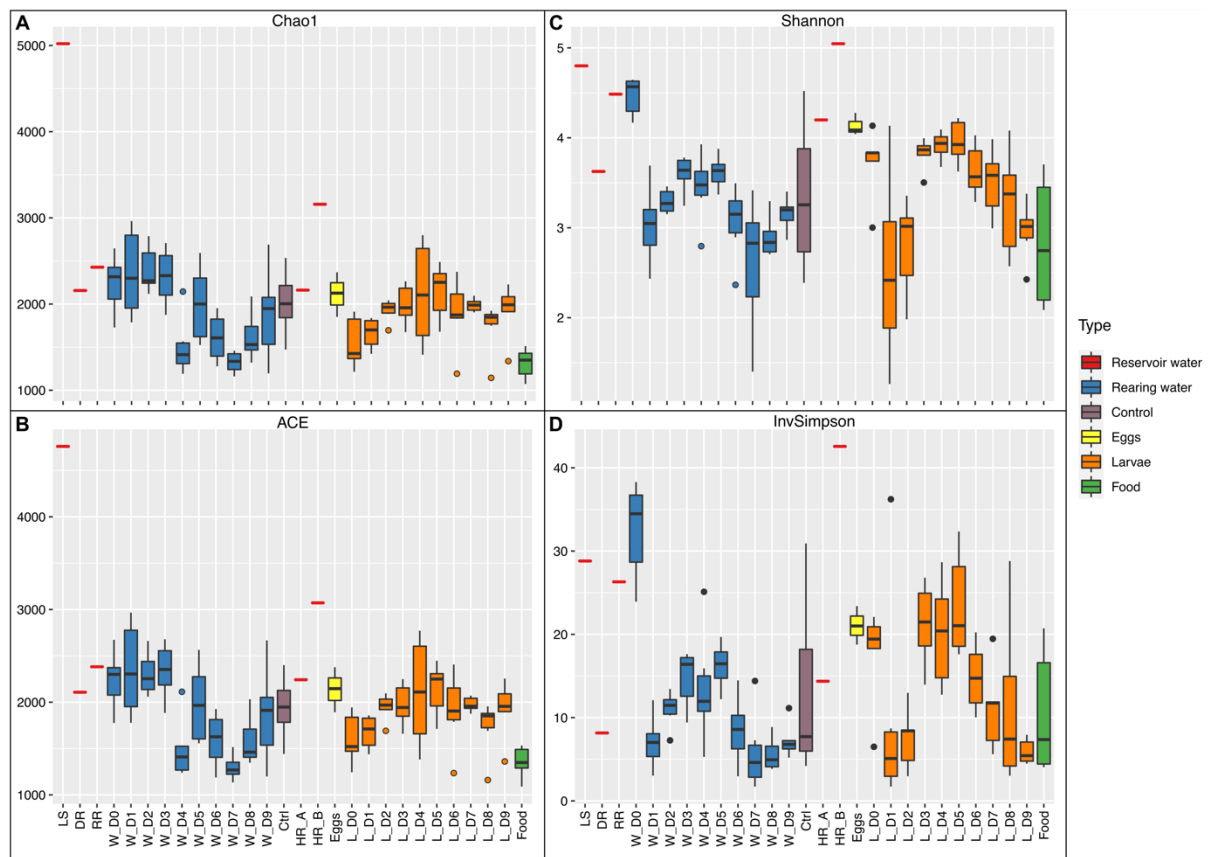 A Chao1
5000
4000
3000
2000
1000
C Shannon
5
4
3
2
B ACE
4000
3000
2000
1000
LS DR RR W_D0 W_D1 W_D2 W_D3 W_D4 W_D5 W_D6 W_D7 W_D8 W_D9 Ctrl HR_A HR_B Eggs L_D0 L_D1 L_D2 L_D3 L_D4 L_D5 L_D6 L_D7 L_D8 L_D9 Food
D InvSimpson
40
30
20
10
0
LS DR RR W_D0 W_D1 W_D2 W_D3 W_D4 W_D5 W_D6 W_D7 W_D8 W_D9 Ctrl HR_A HR_B Eggs L_D0 L_D1 L_D2 L_D3 L_D4 L_D5 L_D6 L_D7 L_D8 L_D9 Food
Type
Reservoir water
Rearing water
Control
Eggs
Larvae
Food